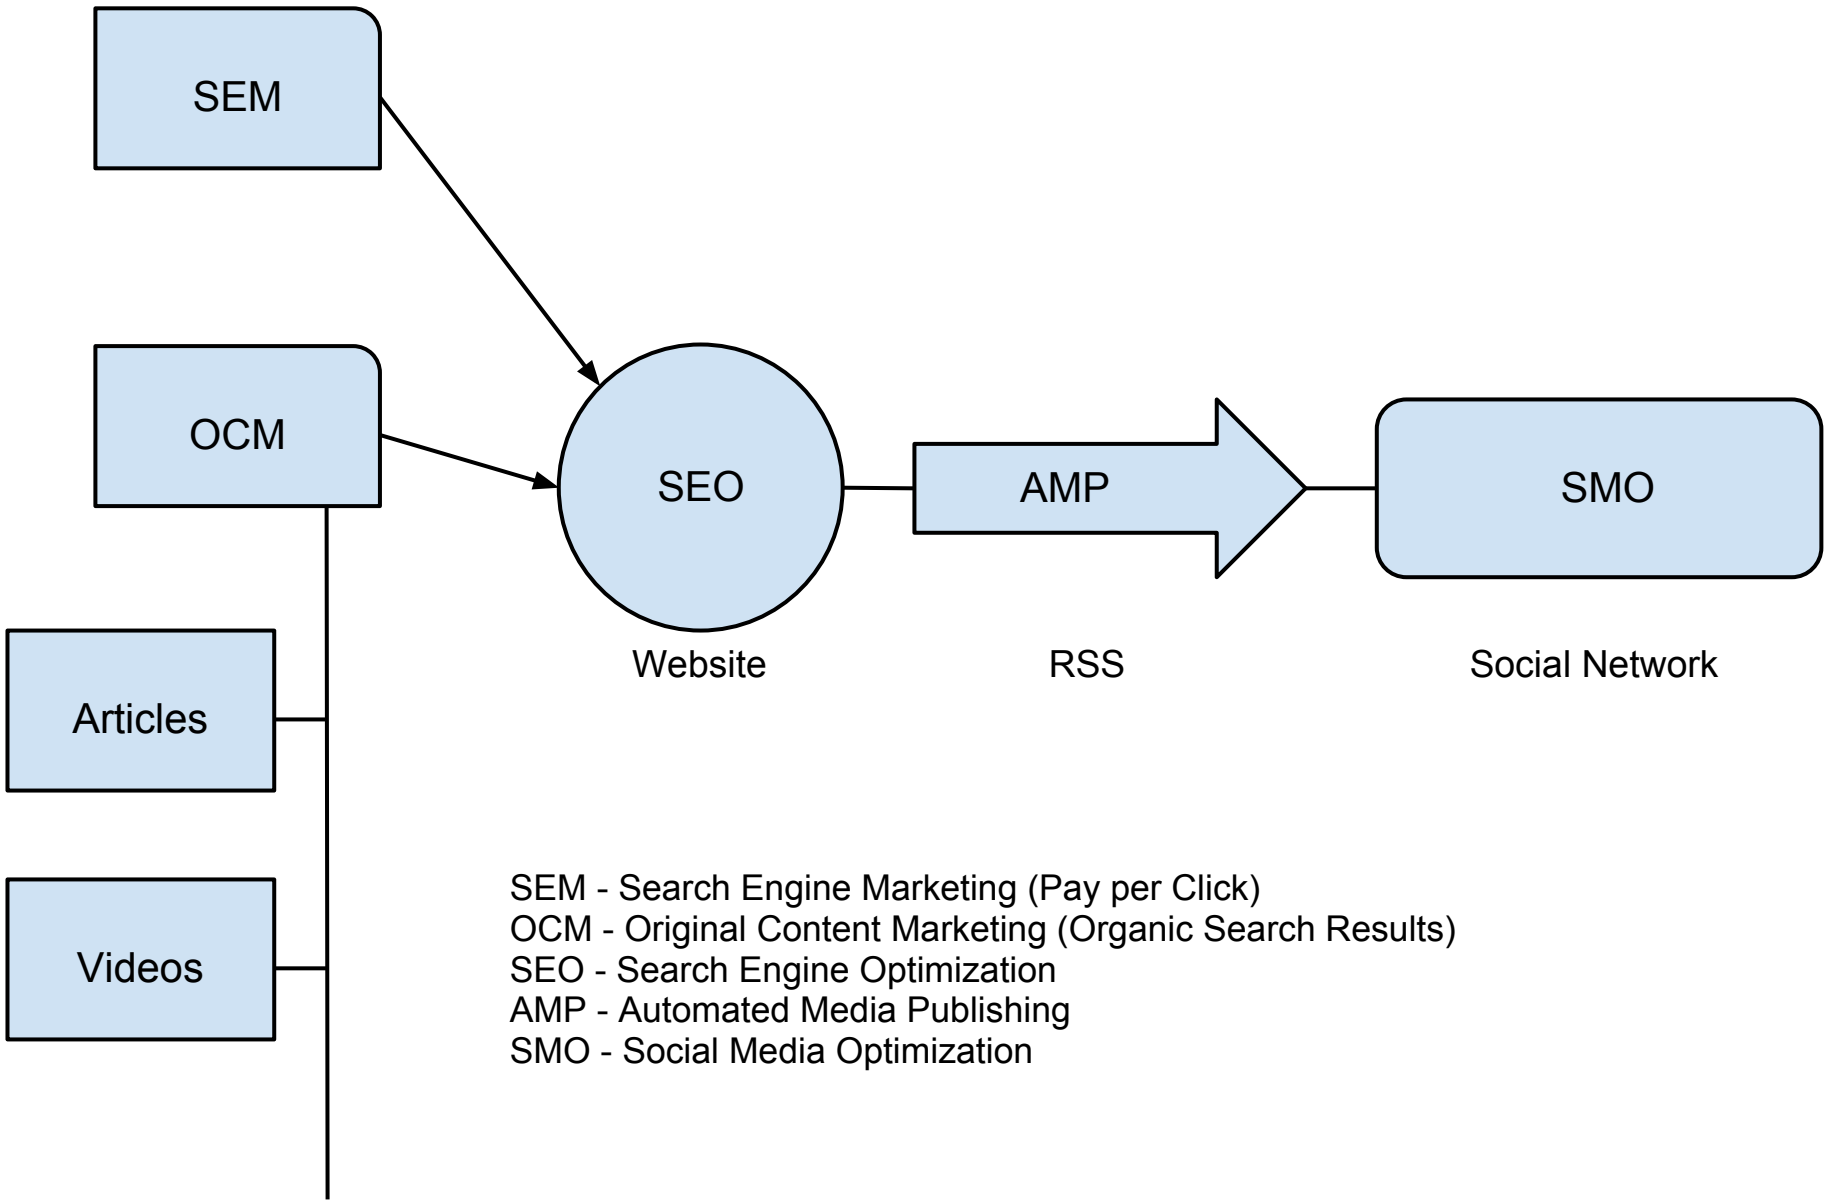 SEM
OCM
SEO
AMP
SMO
Website
RSS
Social Network
Articles
Videos
SEM - Search Engine Marketing (Pay per Click)
OCM - Original Content Marketing (Organic Search Results)
SEO - Search Engine Optimization
AMP - Automated Media Publishing
SMO - Social Media Optimization